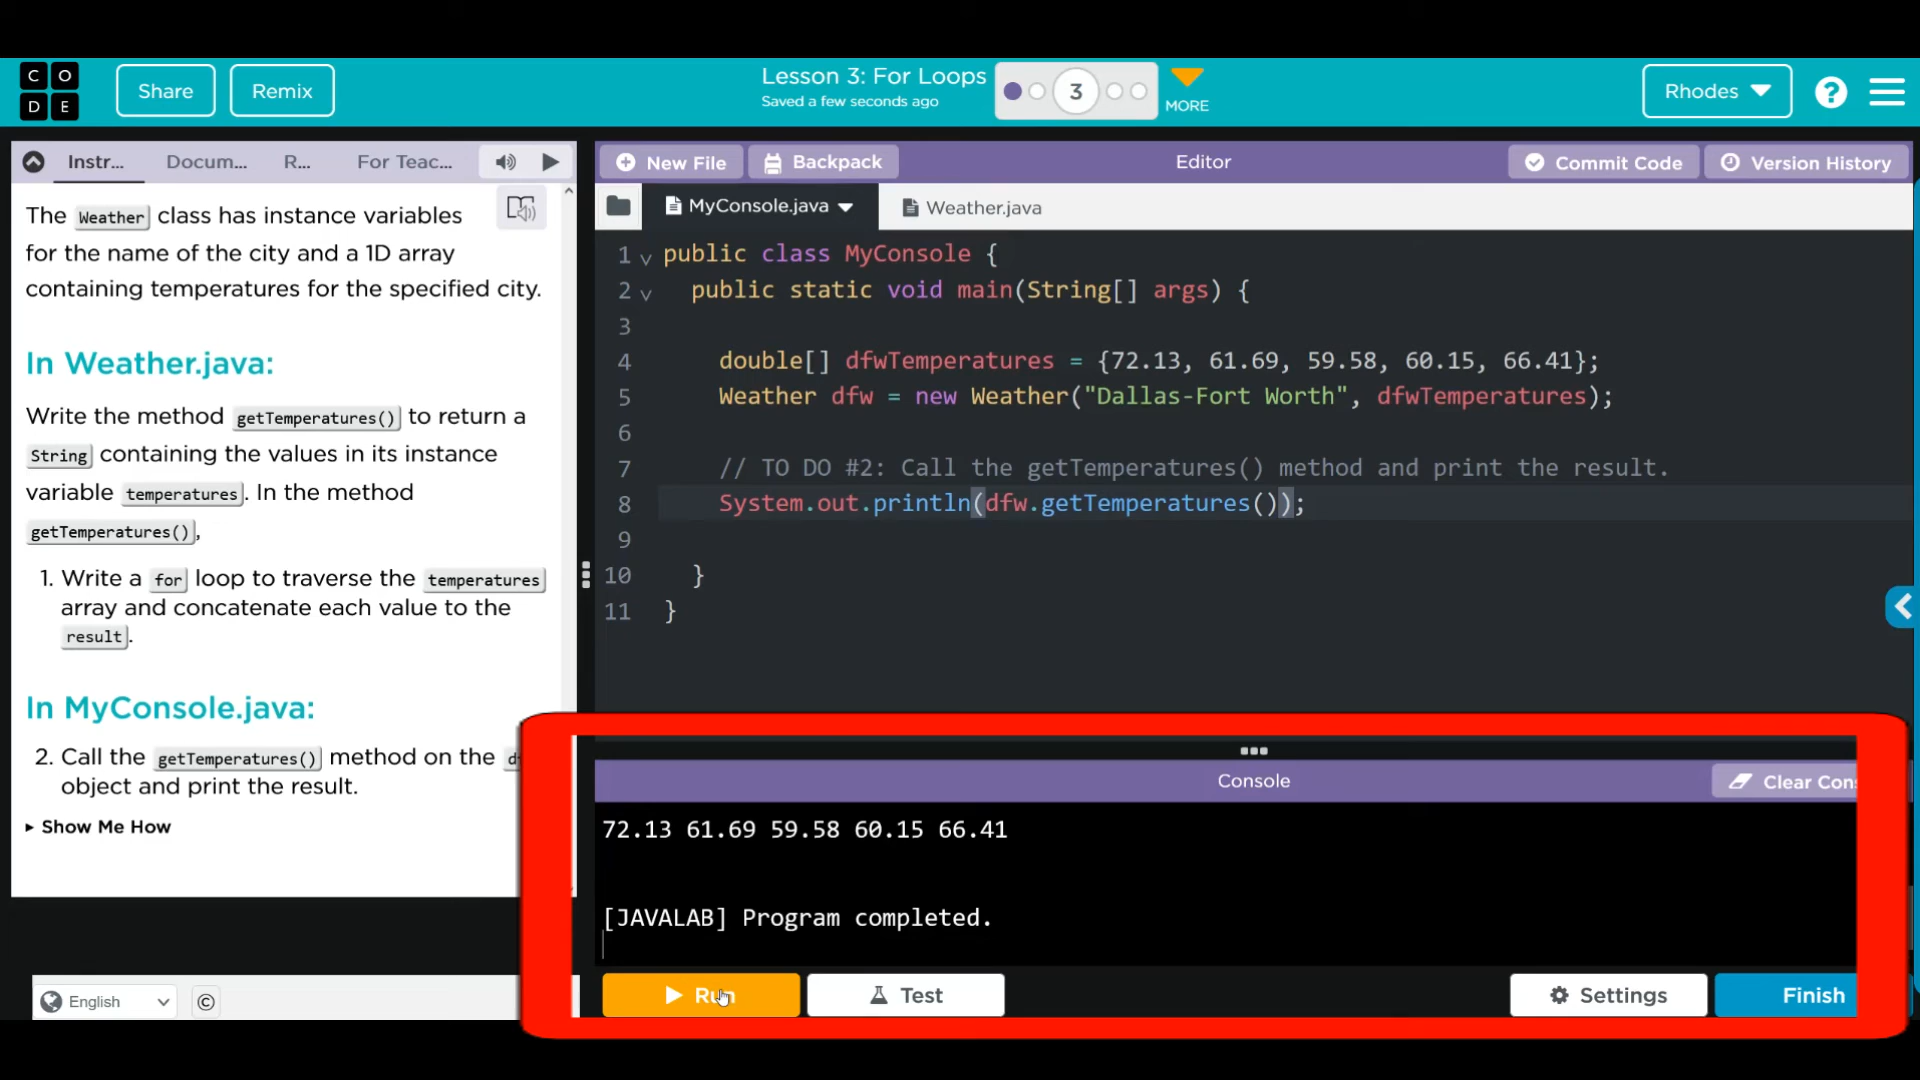 C O
D E
Share
Remix
Lesson 3: For Loops
Saved a few seconds ago
3
MORE
Rhodes
?
Instr...
Docum...
R...
For Teac...
The Weather class has instance variables
for the name of the city and a 1D array
containing temperatures for the specified city.
In Weather.java:
Write the method getTemperatures() to return a
String containing the values in its instance
variable temperatures. In the method
getTemperatures(),
1. Write a for loop to traverse the temperatures
array and concatenate each value to the
result.
In MyConsole.java:
2. Call the getTemperatures() method on the
object and print the result.
Show Me How
English
©
New File
Backpack
Editor
Commit Code
Version History
MyConsole.java
Weather.java
1 public class MyConsole {
2 public static void main(String[] args) {
3
4 double[] dfwTemperatures = {72.13, 61.69, 59.58, 60.15, 66.41};
5 Weather dfw = new Weather("Dallas-Fort Worth", dfwTemperatures);
6
7 // TO DO #2: Call the getTemperatures() method and print the result.
8 System.out.println(dfw.getTemperatures());
9
10 }
11 }
Console
Clear Cons
72.13 61.69 59.58 60.15 66.41
[JAVALAB] Program completed.
Run
Test
Settings
Finish